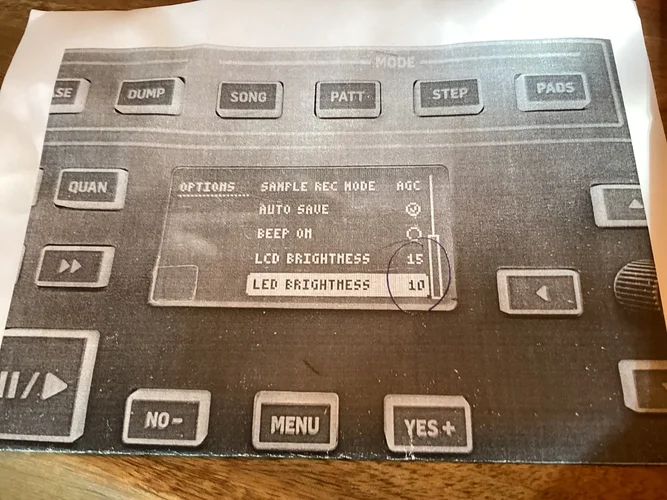 MODE
SE DUMP SONG PATT STEP PADS
QUAN
OPTIONS SAMPLE REC MODE AGC
AUTO SAVE
BEEP ON
LCD BRIGHTNESS 15
LED BRIGHTNESS 10
NO- MENU YES+